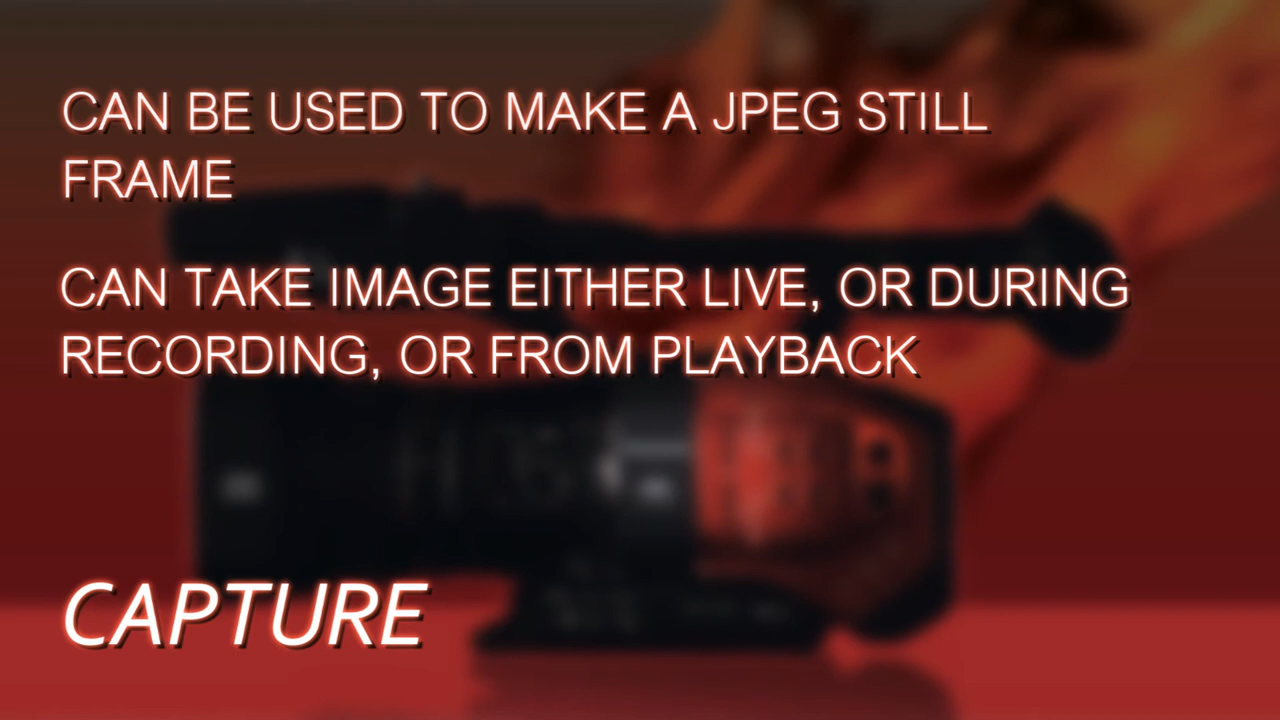 CAN BE USED TO MAKE A JPEG STILL
FRAME
CAN TAKE IMAGE EITHER LIVE, OR DURING
RECORDING, OR FROM PLAYBACK
CAPTURE